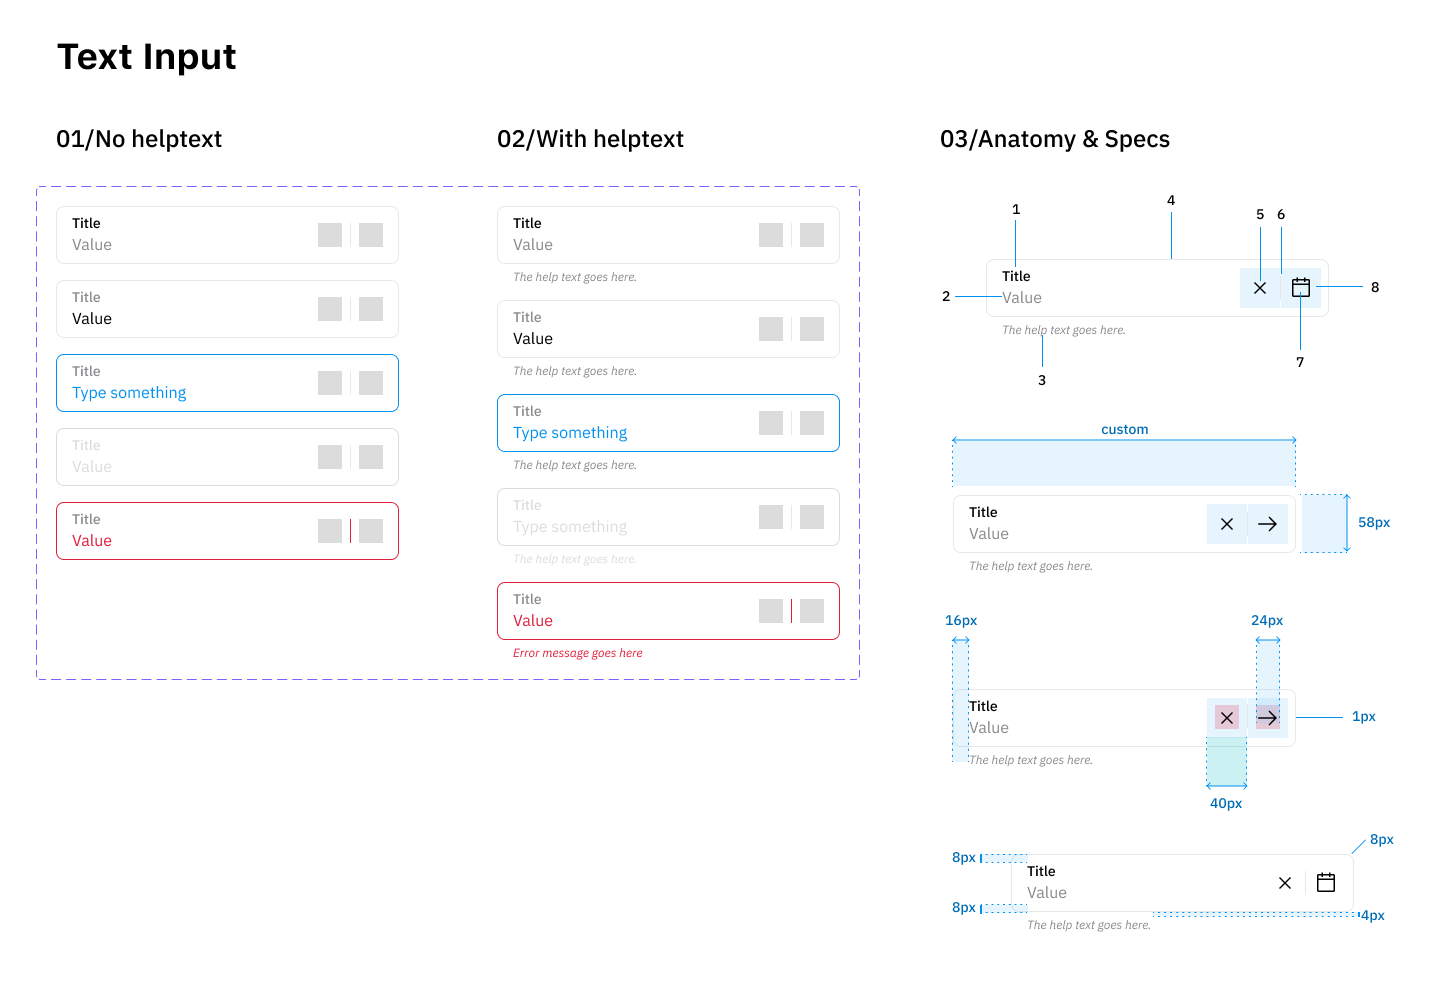 Text Input
01/No helptext
Title
Value
Title
Value
Title
Type something
Title
Value
Title
Value
02/With helptext
Title
Value
The help text goes here.
Title
Value
The help text goes here.
Title
Type something
The help text goes here.
Title
Type something
The help text goes here.
Title
Value
Error message goes here
03/Anatomy & Specs
1
4
5
6
Title
2
Value
8
The help text goes here.
7
3
custom
Title
Value
58px
The help text goes here.
16px
24px
Title
Value
1px
The help text goes here.
40px
8px
8px
Title
Value
8px
4px
The help text goes here.